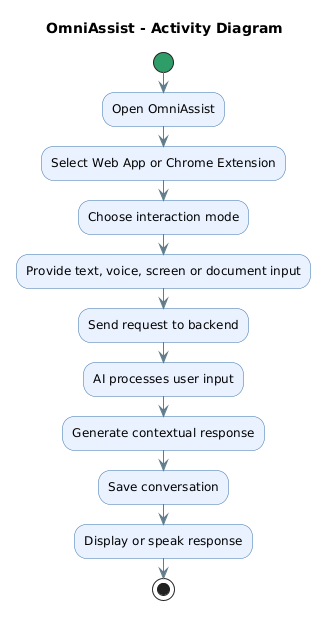 OmniAssist - Activity Diagram
Open OmniAssist
Select Web App or Chrome Extension
Choose interaction mode
Provide text, voice, screen or document input
Send request to backend
AI processes user input
Generate contextual response
Save conversation
Display or speak response